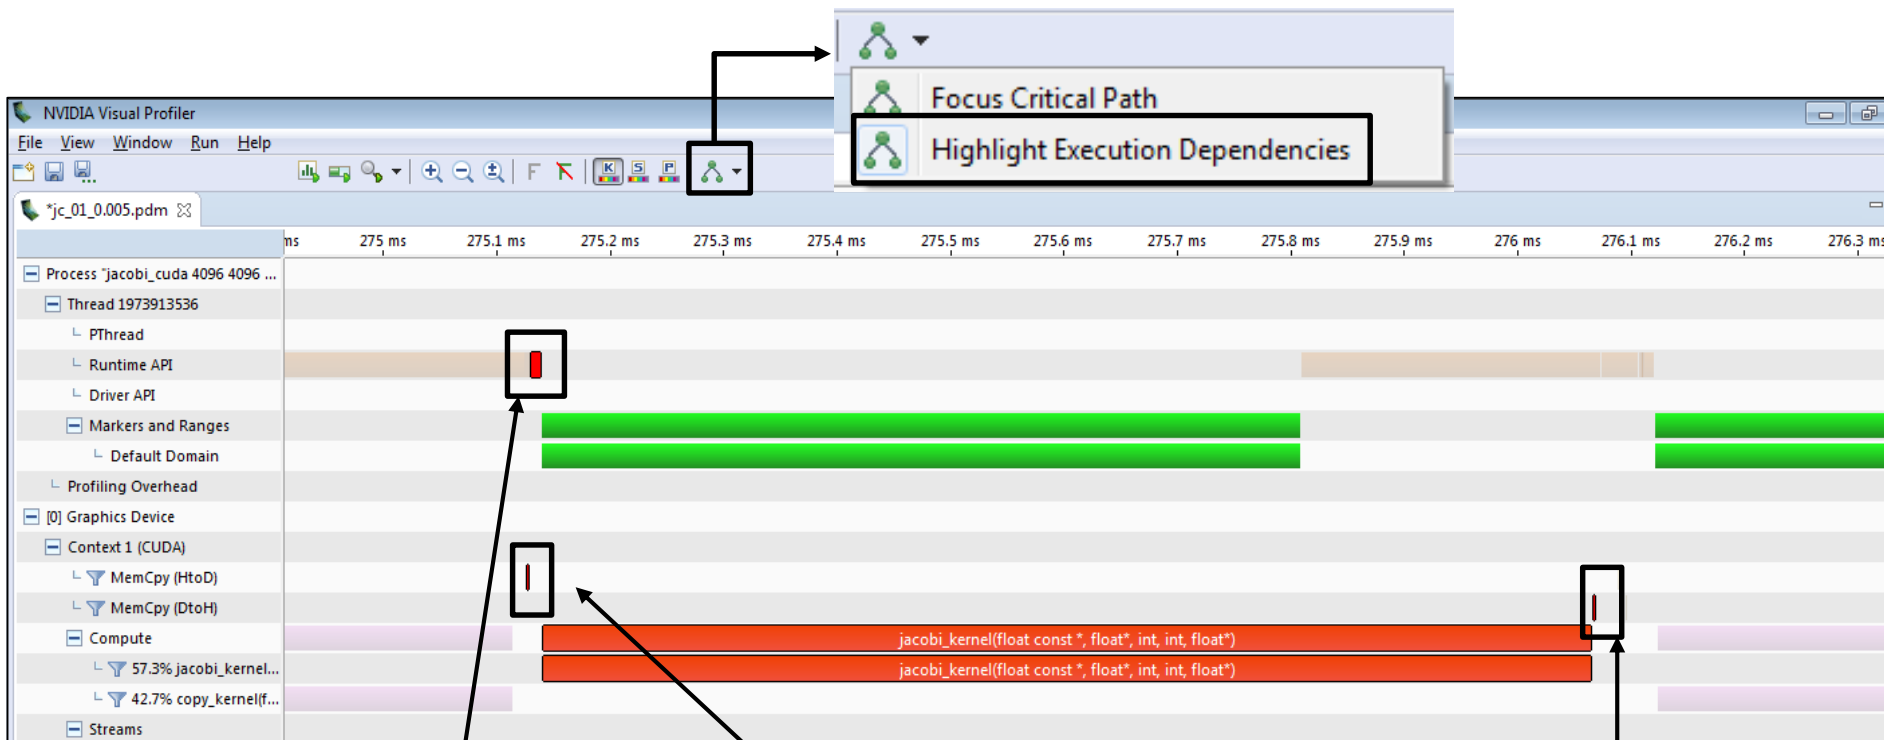 Focus Critical Path
Highlight Execution Dependencies
NVIDIA Visual Profiler
File View Window Run Help
F K S P
*jc_01_0.005.pdm
ms 275 ms 275.1 ms 275.2 ms 275.3 ms 275.4 ms 275.5 ms 275.6 ms 275.7 ms 275.8 ms 275.9 ms 276 ms 276.1 ms 276.2 ms 276.3 ms
Process "jacobi_cuda 4096 4096 ...
Thread 1973913536
PThread
Runtime API
Driver API
Markers and Ranges
Default Domain
Profiling Overhead
[0] Graphics Device
Context 1 (CUDA)
MemCpy (HtoD)
MemCpy (DtoH)
Compute jacobi_kernel(float const *, float*, int, int, float*)
57.3% jacobi_kernel... jacobi_kernel(float const *, float*, int, int, float*)
42.7% copy_kernel(f...
Streams